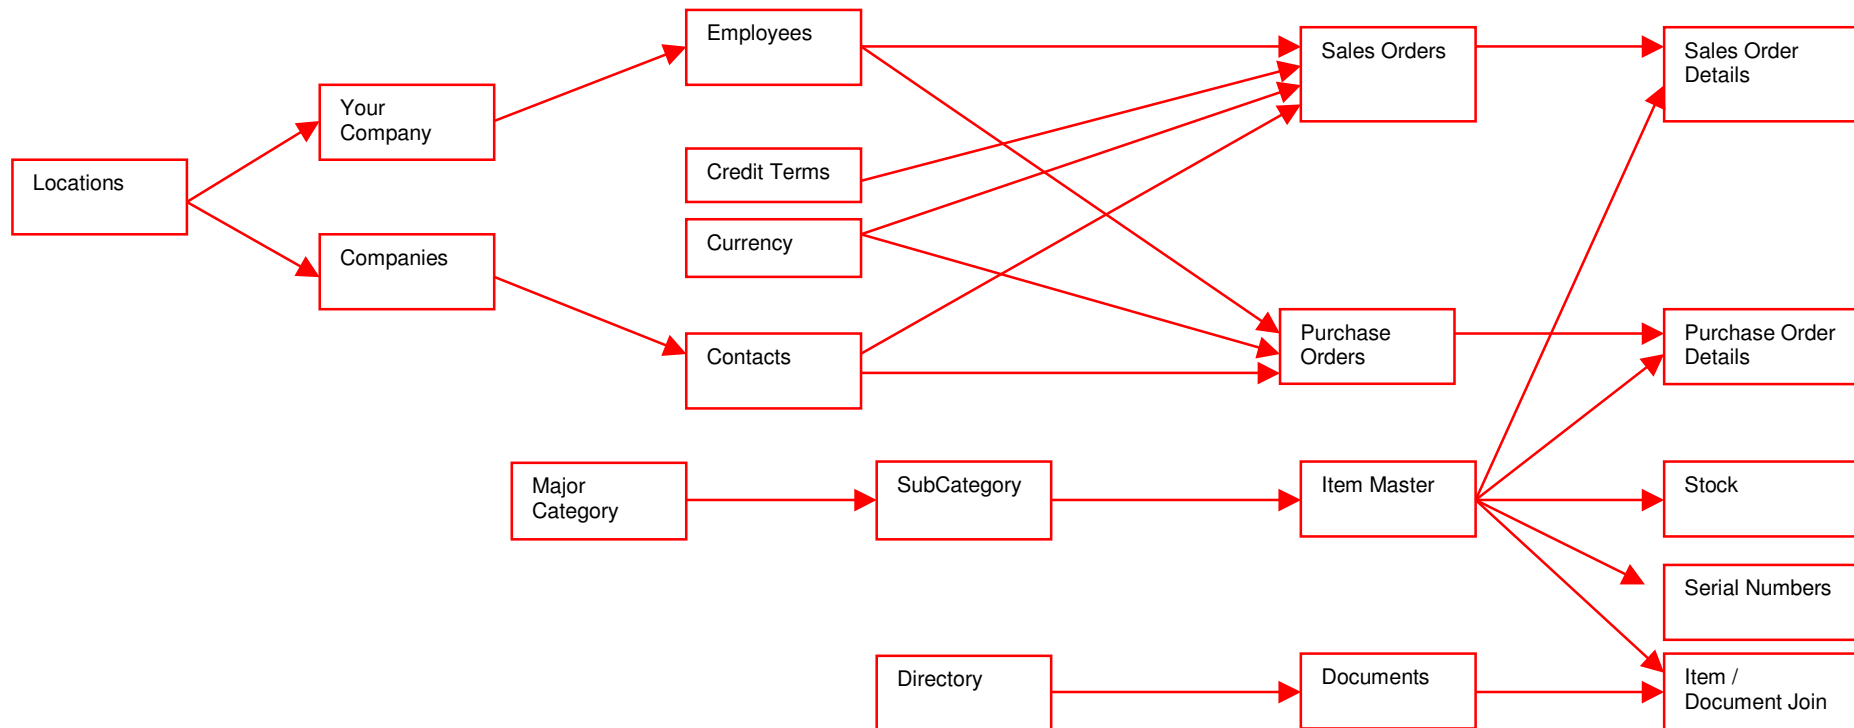 Employees
Sales Orders
Sales Order
Details
Your
Company
Locations
Credit Terms
Currency
Companies
Contacts
Purchase
Orders
Purchase Order
Details
Major
Category
SubCategory
Item Master
Stock
Serial Numbers
Directory
Documents
Item /
Document Join